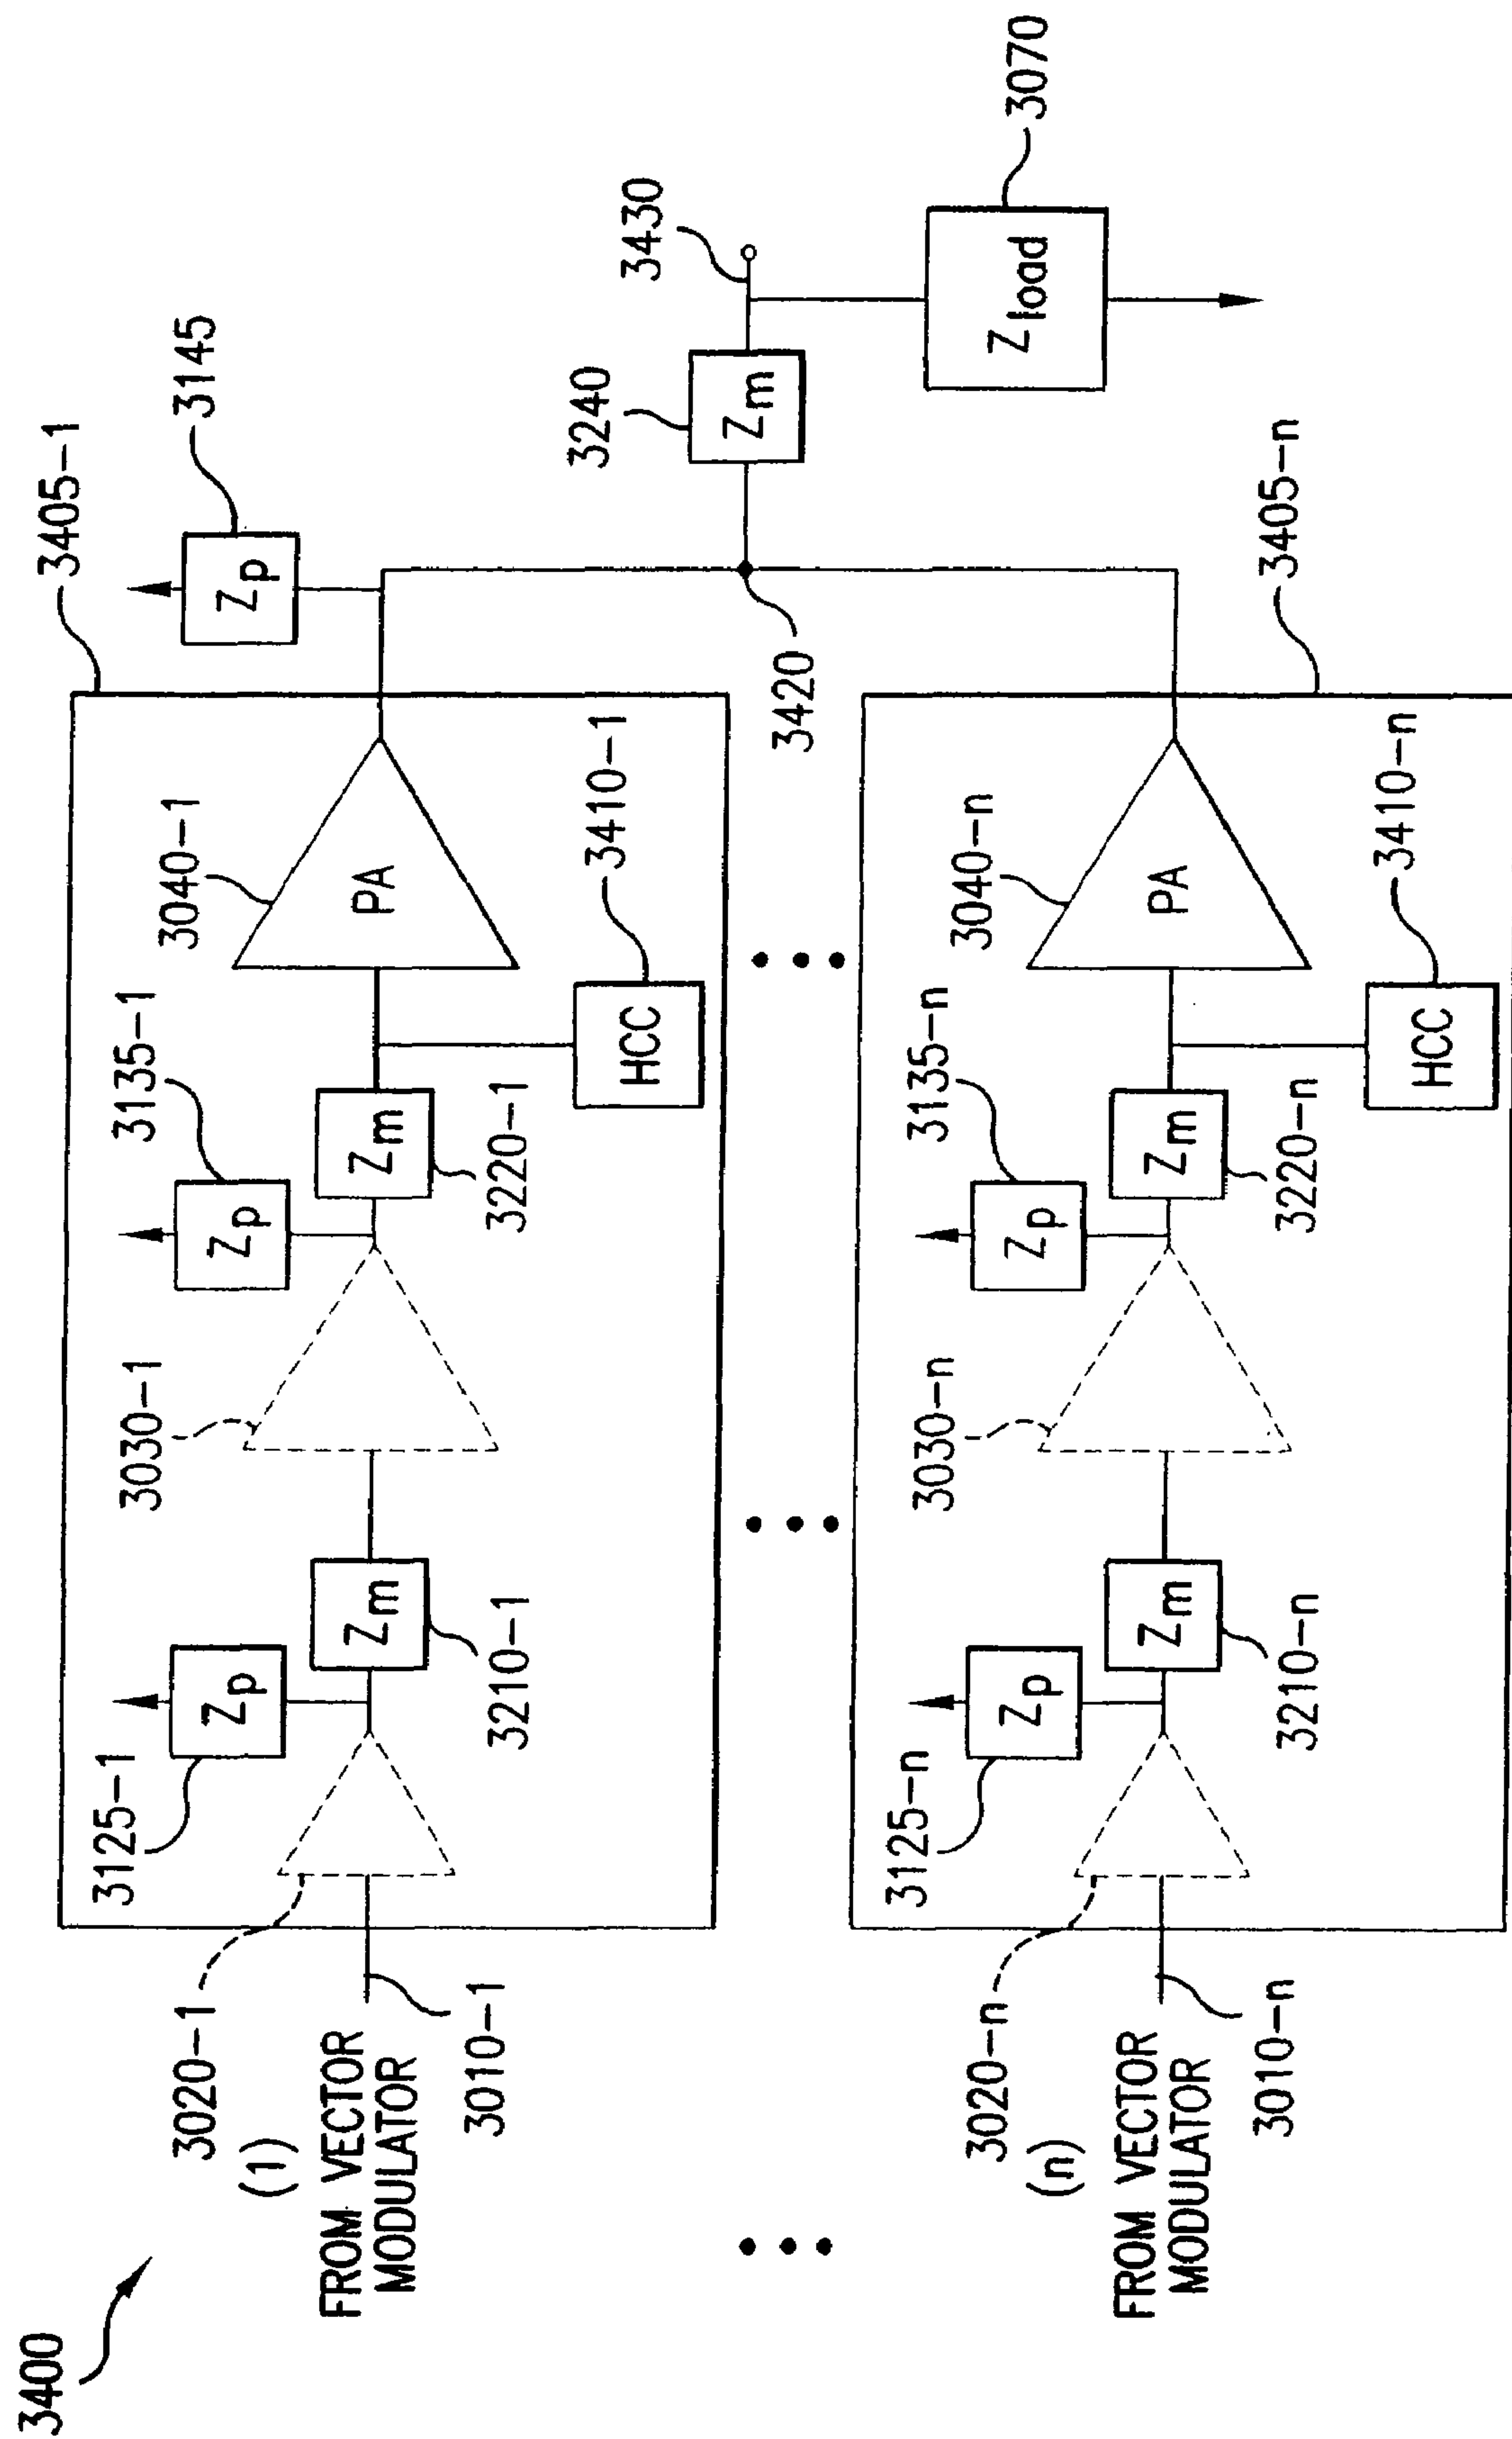 3400
(1)
FROM VECTOR
MODULATOR
3010-1
3020-1
3125-1
Zp
Zm
3210-1
3030-1
3135-1
Zp
Zm
3220-1
3040-1
PA
HCC
3410-1
3405-1
Zp
3145
3420
3240
Zm
3430
Zload
3070
(n)
FROM VECTOR
MODULATOR
3010-n
3020-n
3125-n
Zp
Zm
3210-n
3030-n
3135-n
Zp
Zm
3220-n
3040-n
PA
HCC
3410-n
3405-n